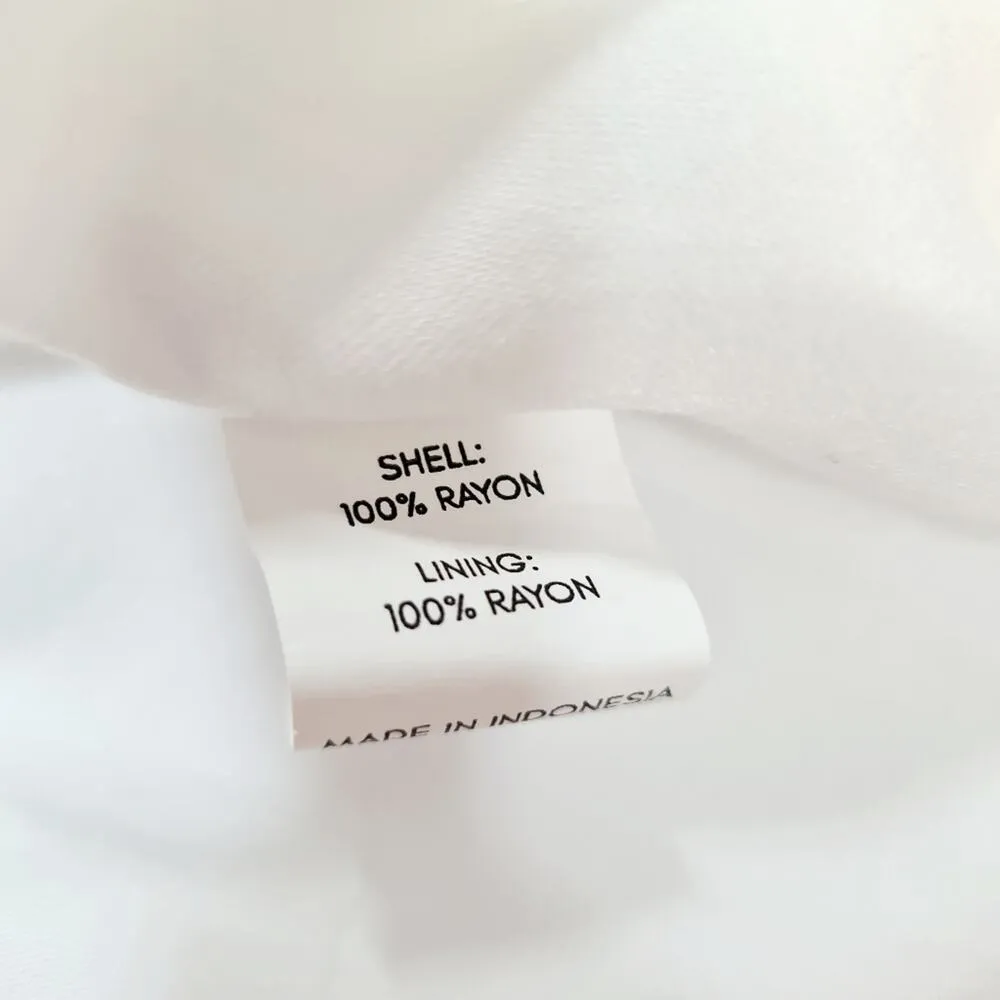 SHELL:
100% RAYON
LINING:
100% RAYON
MADE IN INDONESIA